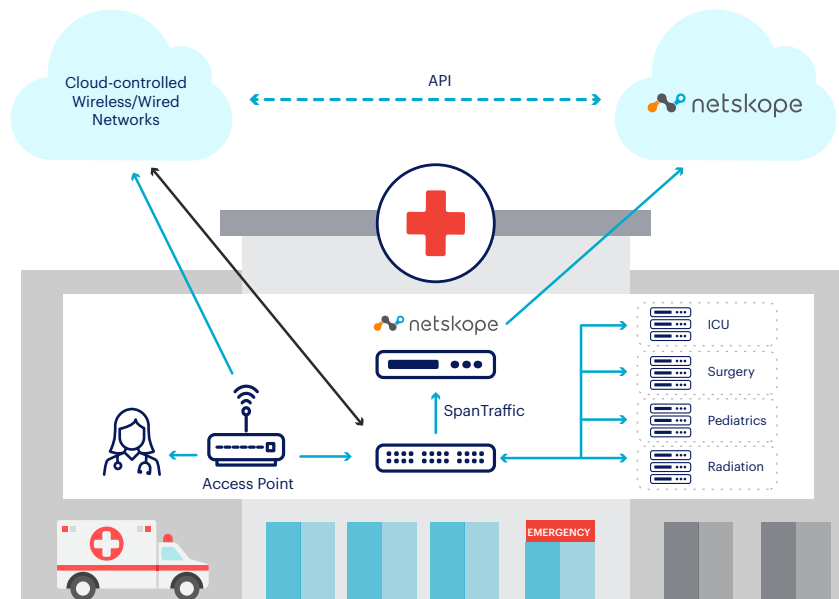 Cloud-controlled
Wireless/Wired
Networks
API
netskope
netskope
ICU
Surgery
SpanTraffic
Pediatrics
Radiation
Access Point
EMERGENCY